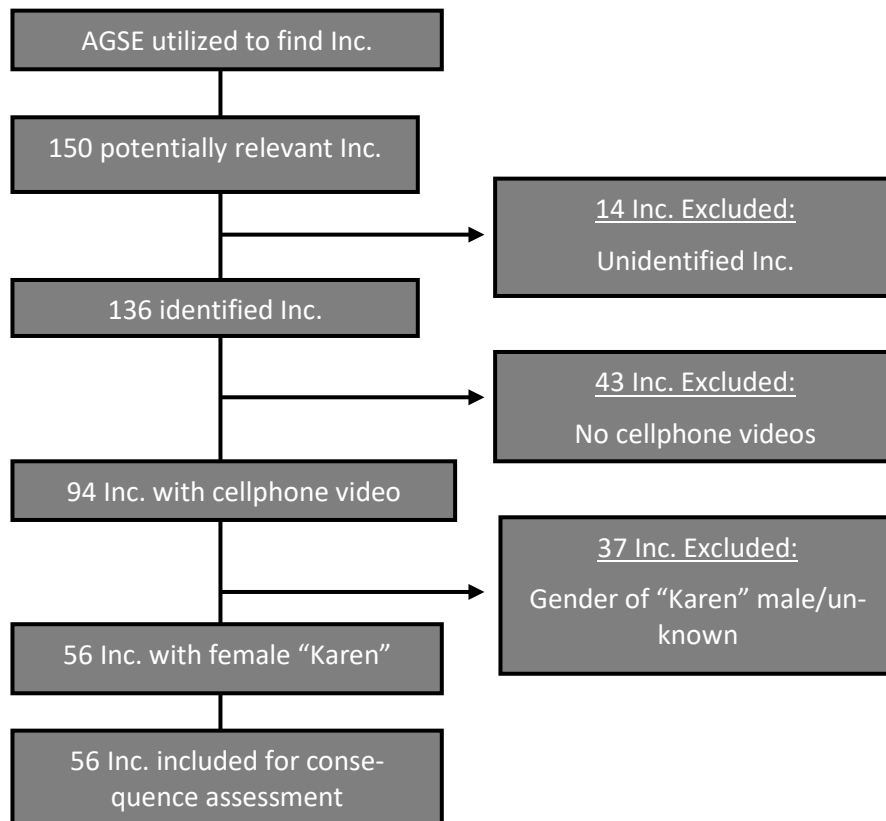 AGSE utilized to find Inc.
150 potentially relevant Inc.
14 Inc. Excluded:
Unidentified Inc.
136 identified Inc.
43 Inc. Excluded:
No cellphone videos
94 Inc. with cellphone video
37 Inc. Excluded:
Gender of “Karen” male/un-
known
56 Inc. with female “Karen”
56 Inc. included for conse-
quence assessment